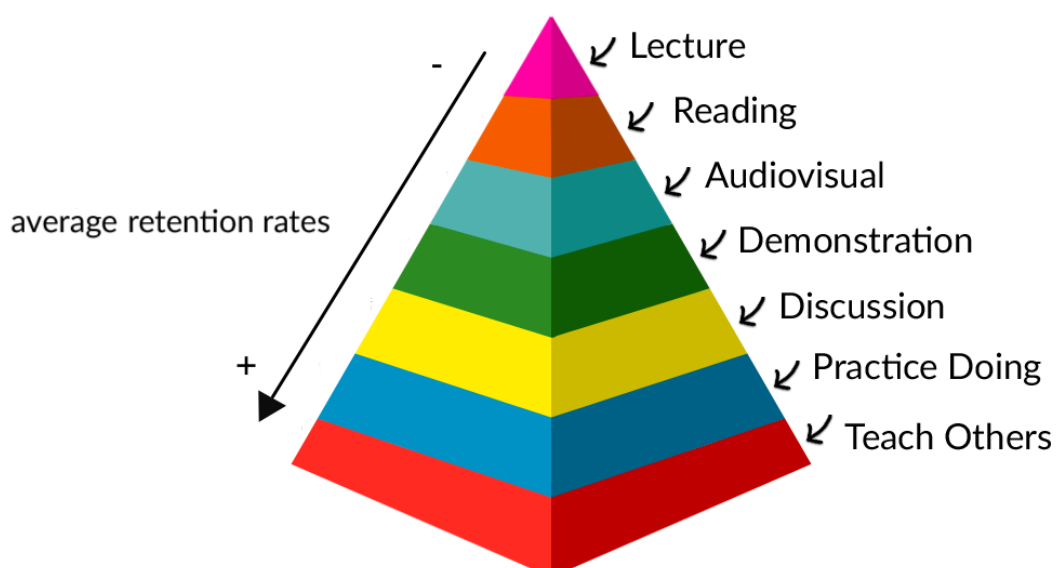 -
Lecture
Reading
Audiovisual
average retention rates
Demonstration
Discussion
+
Practice Doing
Teach Others